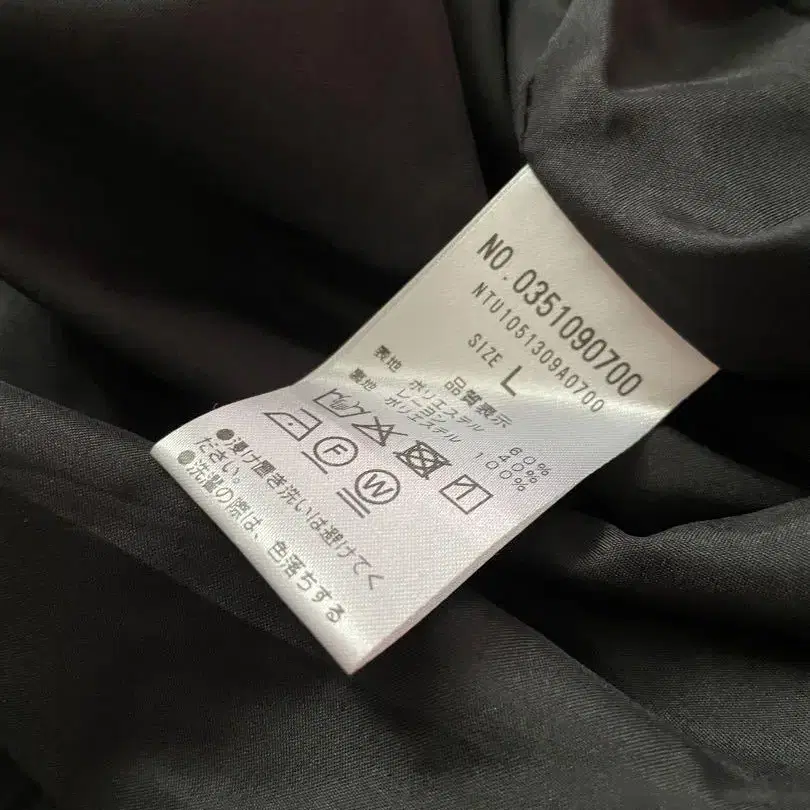 NO.0351090700
NTU1051309A0700
SIZE L
品質表示
表地 ポリエステル 60%
レーヨン 40%
裏地 ポリエステル 100%
F W
●浸け置き洗いは避けてく
ださい。
●洗濯の際は、色落ちする